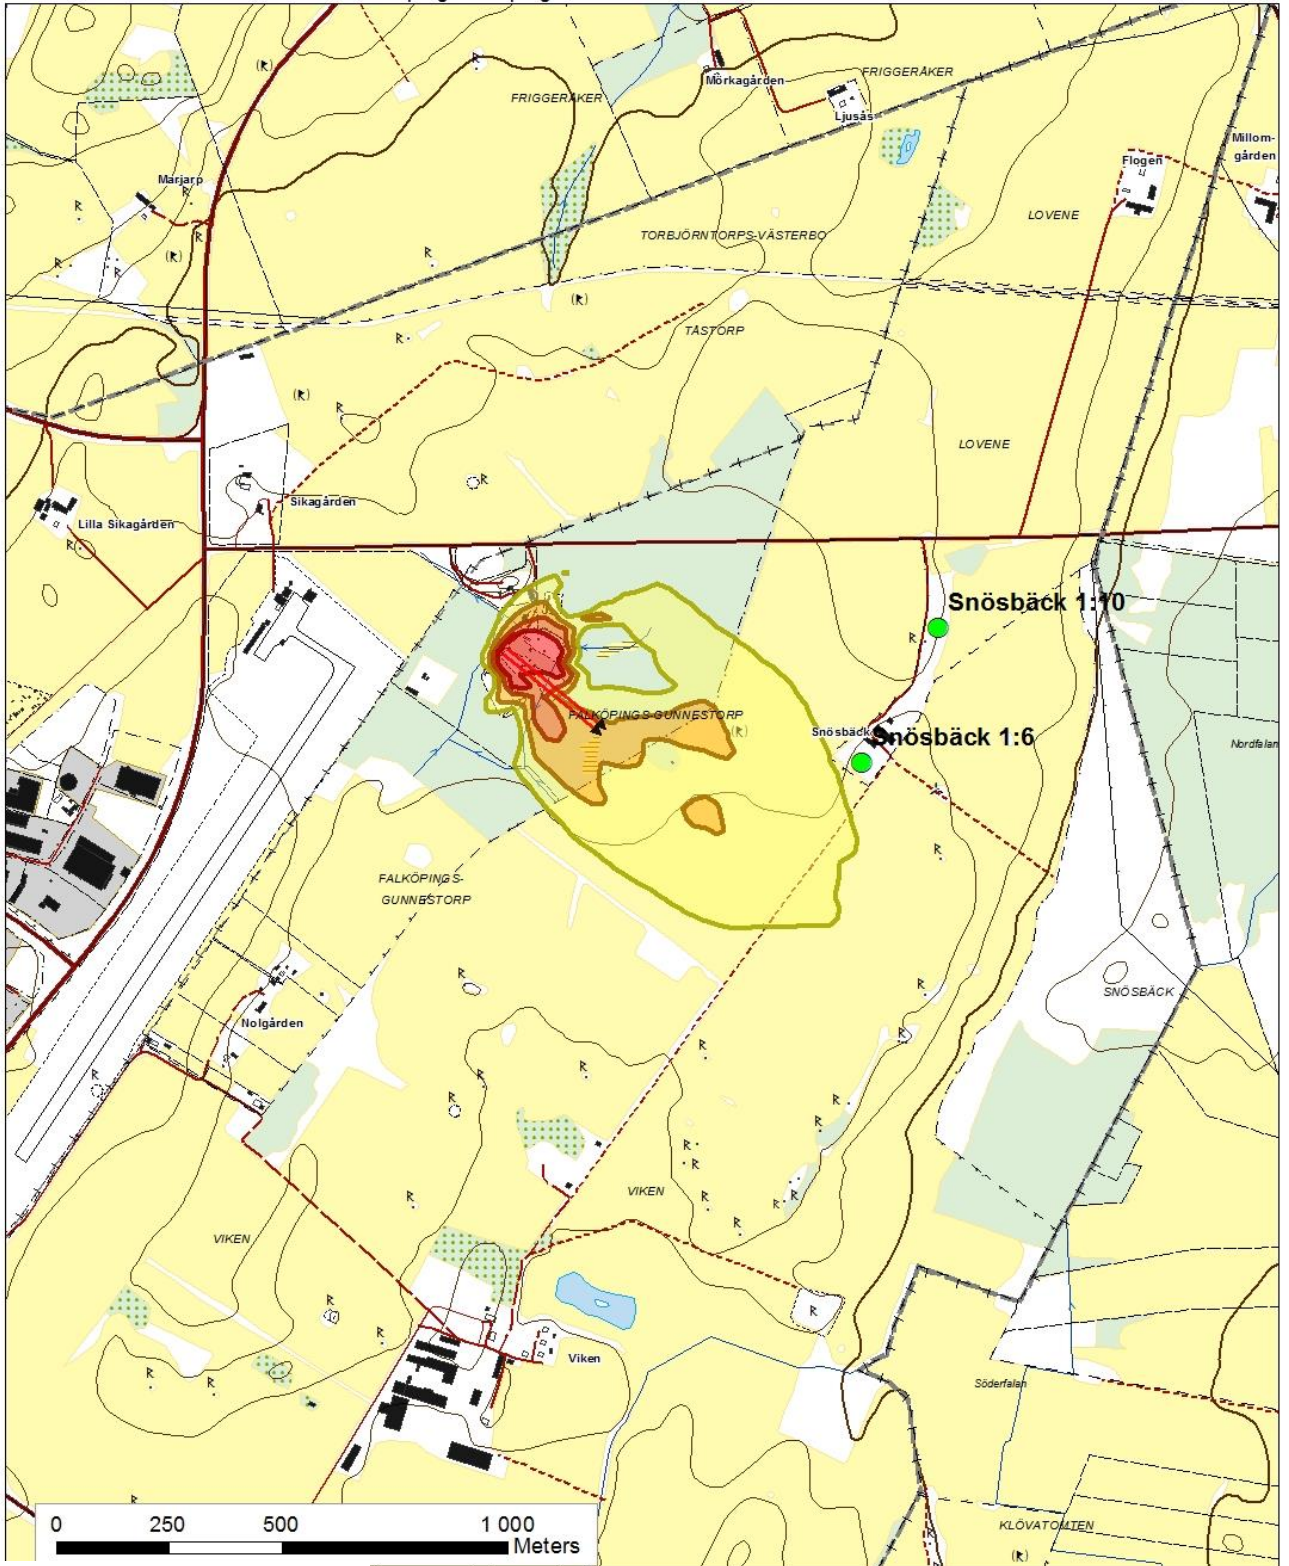 FRIGGERÅKER
Mörkagården
FRIGGERÅKER
Ljusås
Millom-
gården
Flogen
Marjarp
LOVENE
TORBJÖRNTORPS-VÄSTERBO
TÅSTORP
LOVENE
Sikagården
Lilla Sikagården
Snösbäck 1:10
FALKÖPINGS-GUNNESTORP
Snösbäck
Snösbäck 1:6
Nordfalan
FALKÖPINGS-
GUNNESTORP
SNÖSBÄCK
Nolgården
VIKEN
VIKEN
Viken
Söderfalan
KLÖVATOMTEN
0 250 500 1 000
Meters